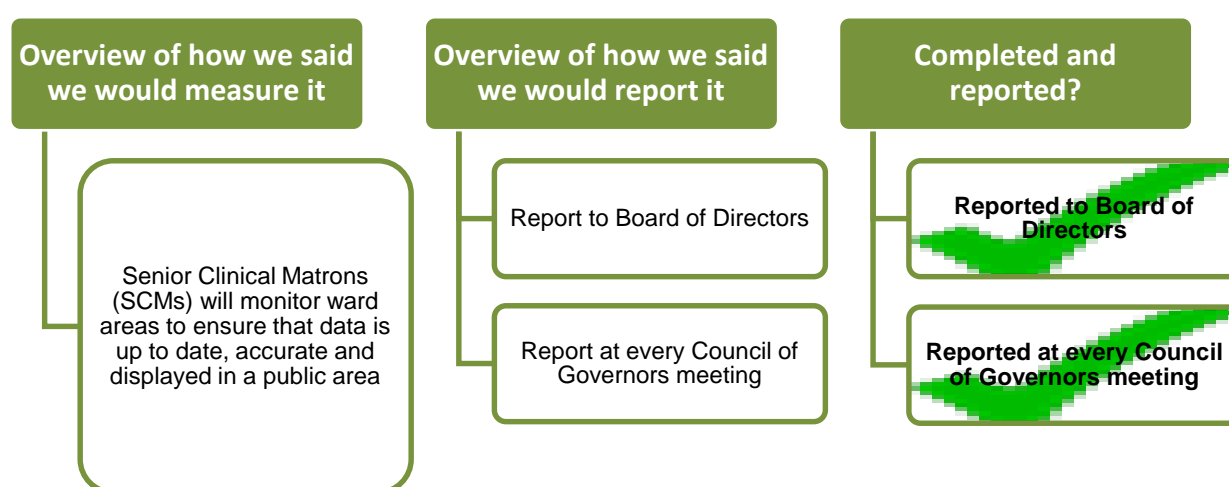 Overview of how we said
we would measure it
Senior Clinical Matrons
(SCMs) will monitor ward
areas to ensure that data is
up to date, accurate and
displayed in a public area
Overview of how we said
we would report it
Report to Board of Directors
Report at every Council of
Governors meeting
Completed and
reported?
Reported to Board of
Directors
Reported at every Council
of Governors meeting